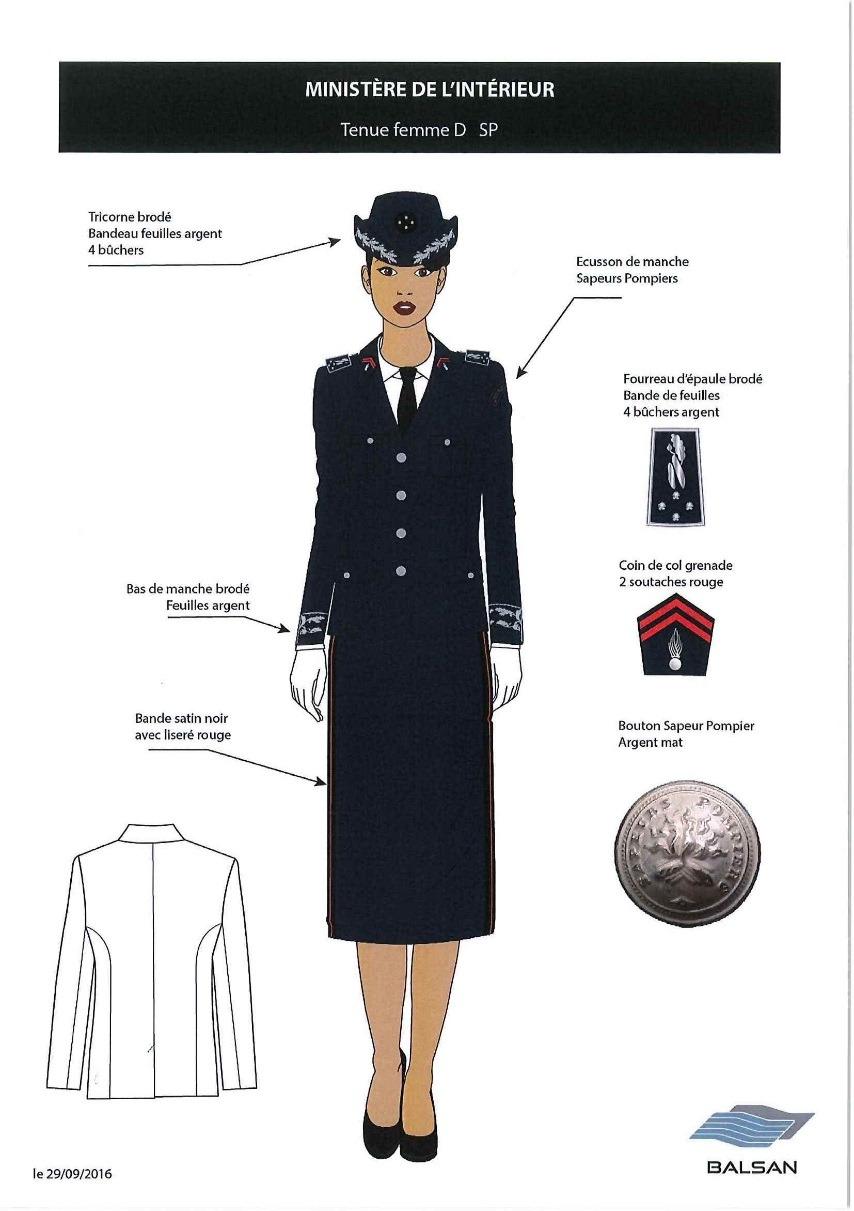 MINISTÈRE DE L'INTÉRIEUR
Tenue femme D SP
Tricorne brodé
Bandeau feuilles argent
4 bûchers
Ecusson de manche
Sapeurs Pompiers
Fourreau d'épaule brodé
Bande de feuilles
4 bûchers argent
Coin de col grenade
2 soutaches rouge
Bas de manche brodé
Feuilles argent
Bande satin noir
avec liseré rouge
Bouton Sapeur Pompier
Argent mat
SAPEURS POMPIERS
BALSAN
le 29/09/2016